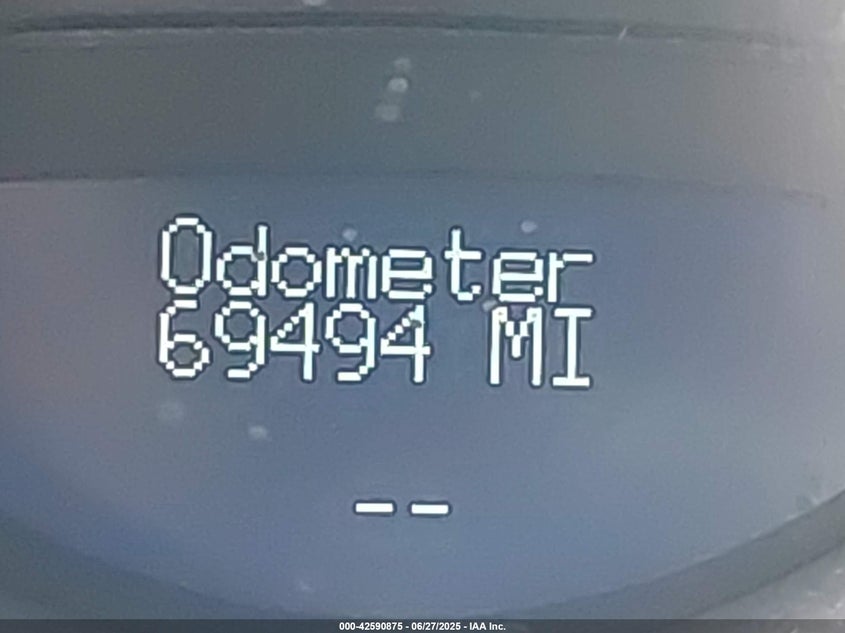 Odometer
69494 MI
--
000-42590875 - 06/27/2025 - IAA Inc.